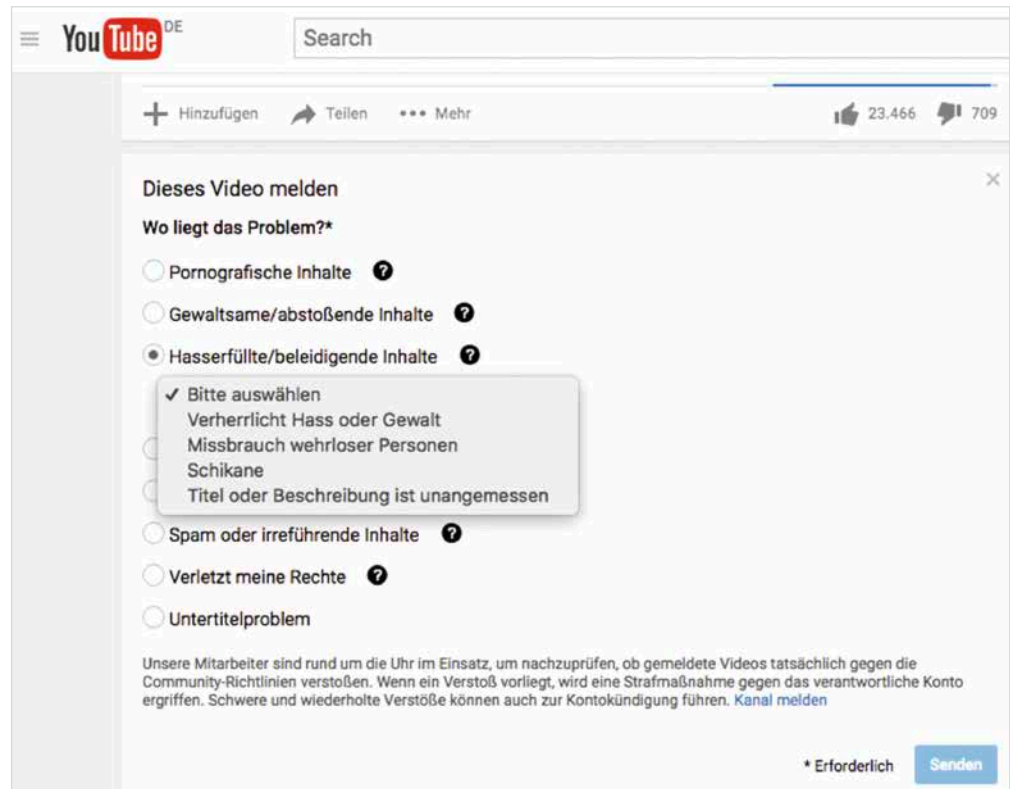 YouTube DE
Search
Hinzufügen Teilen Mehr 23.466 709
Dieses Video melden
Wo liegt das Problem?*
Pornografische Inhalte ?
Gewaltsame/abstoßende Inhalte ?
Hasserfüllte/beleidigende Inhalte ?
✓ Bitte auswählen
Verherrlicht Hass oder Gewalt
Missbrauch wehrloser Personen
Schikane
Titel oder Beschreibung ist unangemessen
Spam oder irreführende Inhalte ?
Verletzt meine Rechte ?
Untertitelproblem
Unsere Mitarbeiter sind rund um die Uhr im Einsatz, um nachzuprüfen, ob gemeldete Videos tatsächlich gegen die
Community-Richtlinien verstoßen. Wenn ein Verstoß vorliegt, wird eine Strafmaßnahme gegen das verantwortliche Konto
ergriffen. Schwere und wiederholte Verstöße können auch zur Kontokündigung führen. Kanal melden
* Erforderlich Senden